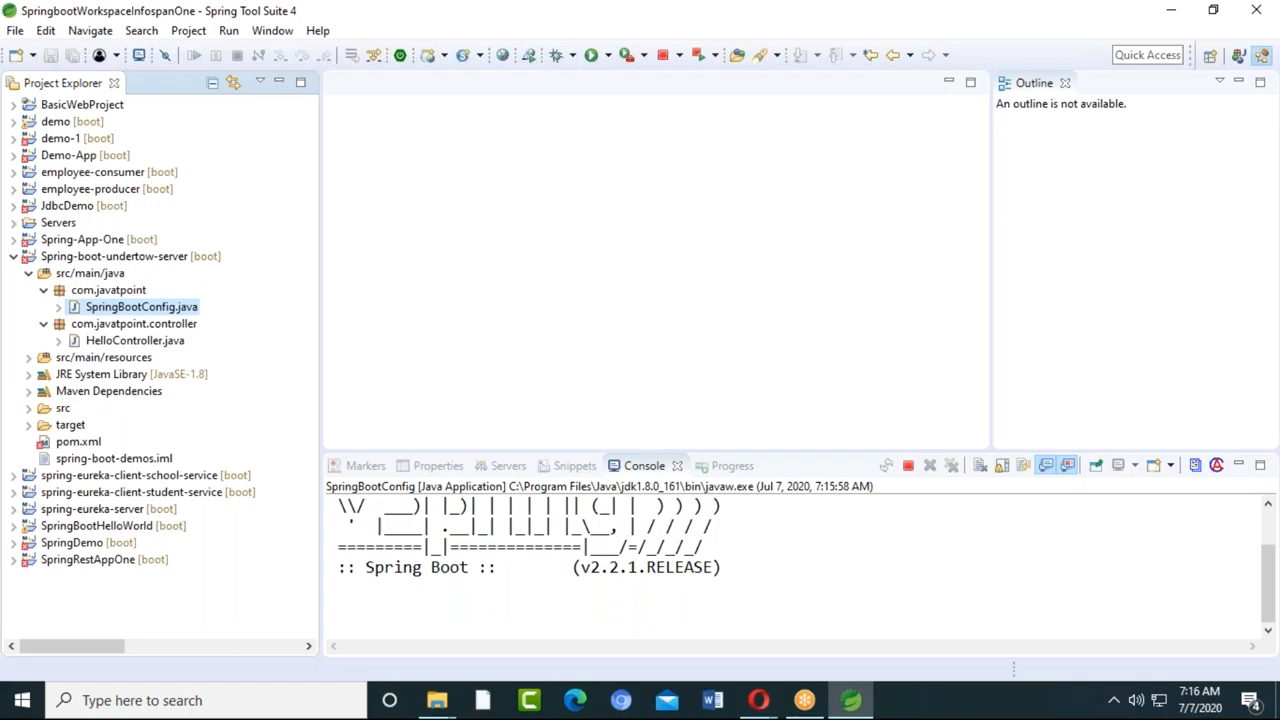 SpringbootWorkspaceInfospanOne - Spring Tool Suite 4
File Edit Navigate Search Project Run Window Help
Quick Access
Project Explorer
BasicWebProject
demo [boot]
demo-1 [boot]
Demo-App [boot]
employee-consumer [boot]
employee-producer [boot]
JdbcDemo [boot]
Servers
Spring-App-One [boot]
Spring-boot-undertow-server [boot]
src/main/java
com.javatpoint
SpringBootConfig.java
com.javatpoint.controller
HelloController.java
src/main/resources
JRE System Library [JavaSE-1.8]
Maven Dependencies
src
target
pom.xml
spring-boot-demos.iml
spring-eureka-client-school-service [boot]
spring-eureka-client-student-service [boot]
spring-eureka-server [boot]
SpringBootHelloWorld [boot]
SpringDemo [boot]
SpringRestAppOne [boot]
Outline
An outline is not available.
Markers Properties Servers Snippets Console Progress
SpringBootConfig [Java Application] C:\Program Files\Java\jdk1.8.0_161\bin\javaw.exe (Jul 7, 2020, 7:15:58 AM)
\\/  ___)| |_)| | | | | || (_| |  ) ) ) )
'  |____| .__|_| |_|_| |_\__, | / / / /
=========|_|==============|___/=/_/_/_/
:: Spring Boot ::        (v2.2.1.RELEASE)
Type here to search
7:16 AM
7/7/2020
4